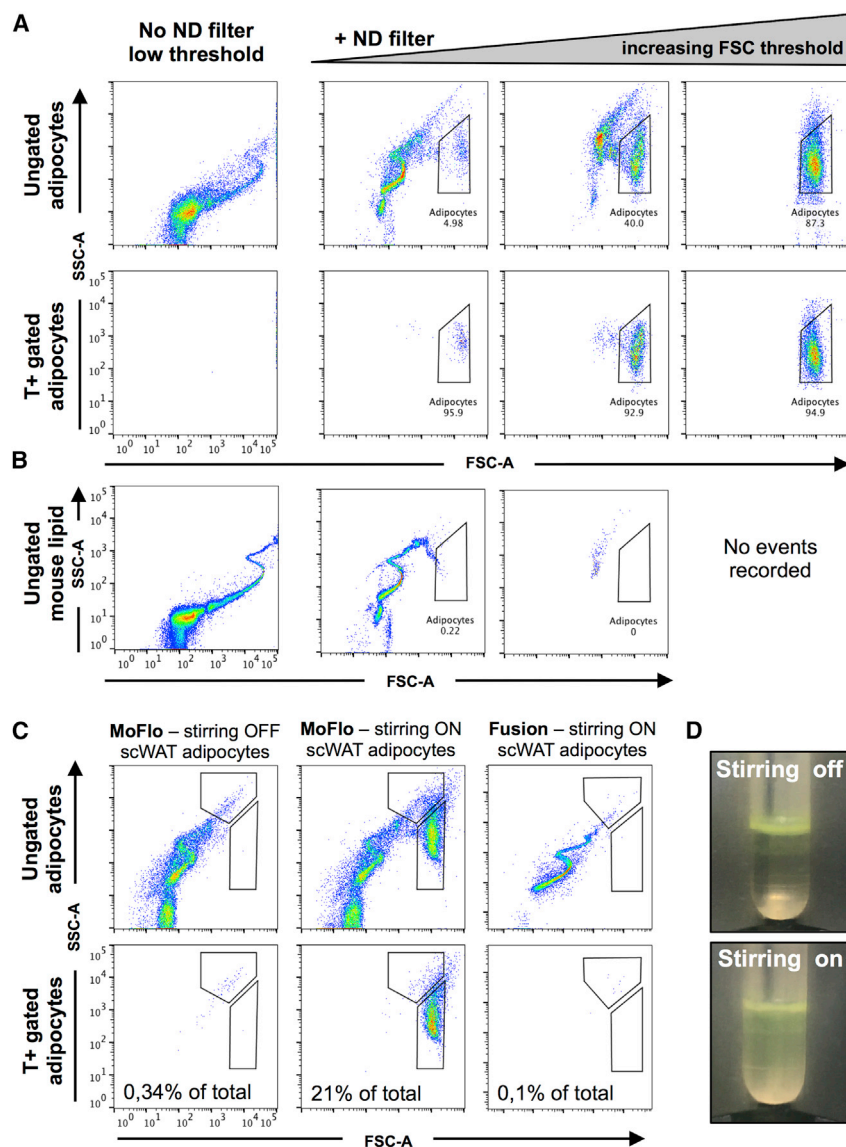 A
No ND filter
low threshold
+ ND filter
increasing FSC threshold
Ungated
adipocytes
SSC-A
Adipocytes
4.98
Adipocytes
40.0
Adipocytes
87.3
T+ gated
adipocytes
10^5
10^4
10^3
10^2
10^1
10^0
10^0 10^1 10^2 10^3 10^4 10^5
Adipocytes
95.9
Adipocytes
92.9
Adipocytes
94.9
FSC-A
B
Ungated
mouse lipid
SSC-A
10^5
10^4
10^3
10^2
10^1
10^0
10^0 10^1 10^2 10^3 10^4 10^5
Adipocytes
0.22
Adipocytes
0
No events
recorded
FSC-A
C
MoFlo – stirring OFF
scWAT adipocytes
MoFlo – stirring ON
scWAT adipocytes
Fusion – stirring ON
scWAT adipocytes
Ungated
adipocytes
SSC-A
T+ gated
adipocytes
10^5
10^4
10^3
10^2
10^1
10^0
0,34% of total
21% of total
0,1% of total
10^0 10^1 10^2 10^3 10^4 10^5
FSC-A
D
Stirring off
Stirring on